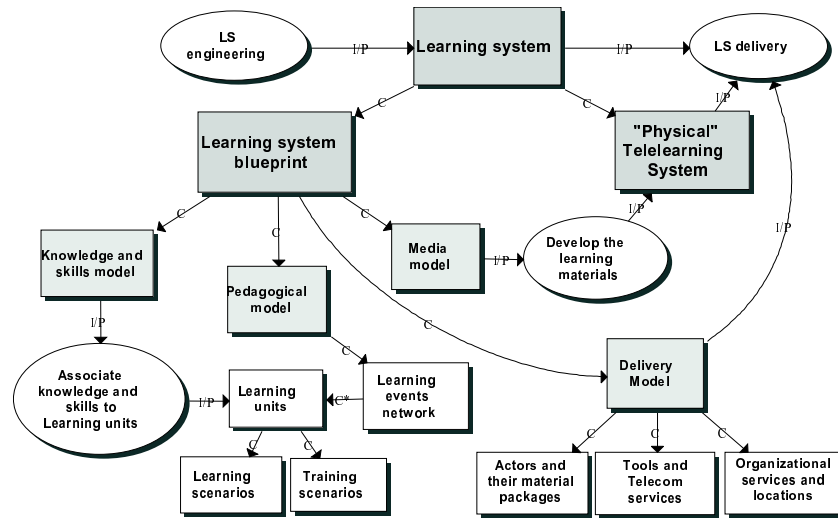 LS
engineering
I/P
Learning system
I/P
LS delivery
C
C
I/P
Learning system
blueprint
"Physical"
Telelearning
System
C
C
C
I/P
Knowledge and
skills model
Media
model
I/P
Develop the
learning
materials
I/P
Pedagogical
model
I/P
C
C
Delivery
Model
Associate
knowledge and
skills to
Learning units
I/P
Learning
units
C*
Learning
events
network
C
C
C
C
C
Learning
scenarios
Training
scenarios
Actors and
their material
packages
Tools and
Telecom
services
Organizational
services and
locations